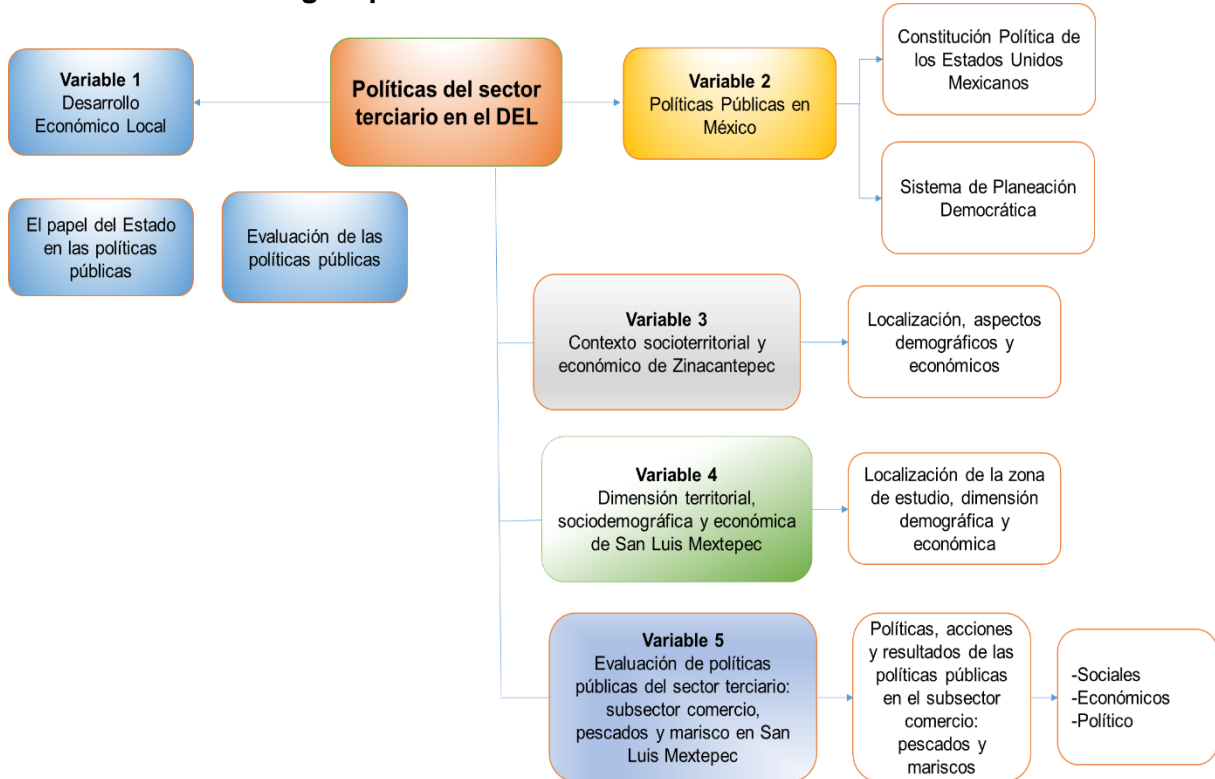 Variable 1
Desarrollo
Económico Local
Políticas del sector
terciario en el DEL
Variable 2
Políticas Públicas en
México
Constitución Política de
los Estados Unidos
Mexicanos
Sistema de Planeación
Democrática
El papel del Estado
en las políticas
públicas
Evaluación de las
políticas públicas
Variable 3
Contexto socioterritorial y
económico de Zinacantepec
Localización, aspectos
demográficos y
económicos
Variable 4
Dimensión territorial,
sociodemográfica y económica
de San Luis Mextepec
Localización de la zona
de estudio, dimensión
demográfica y
económica
Variable 5
Evaluación de políticas
públicas del sector terciario:
subsector comercio,
pescados y marisco en San
Luis Mextepec
Políticas, acciones
y resultados de las
políticas públicas
en el subsector
comercio:
pescados y
mariscos
-Sociales
-Económicos
-Político